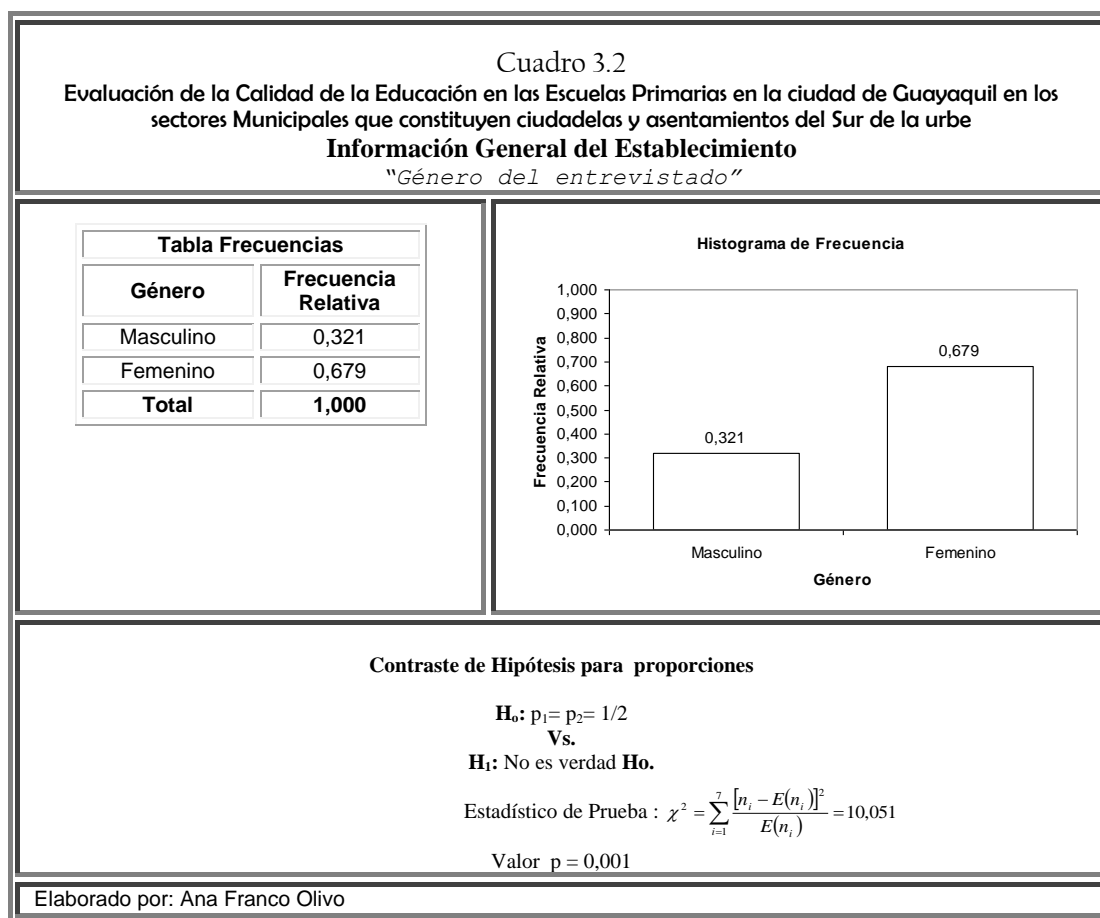 Cuadro 3.2
Evaluación de la Calidad de la Educación en las Escuelas Primarias en la ciudad de Guayaquil en los
sectores Municipales que constituyen ciudadelas y asentamientos del Sur de la urbe
Información General del Establecimiento
“Género del entrevistado”
Tabla Frecuencias
Género Frecuencia Relativa
Masculino 0,321
Femenino 0,679
Total 1,000
Histograma de Frecuencia
Frecuencia Relativa
1,000
0,900
0,800
0,700
0,600
0,500
0,400
0,300
0,200
0,100
0,000
0,321
0,679
Masculino Femenino
Género
Contraste de Hipótesis para proporciones
Hₒ: p₁= p₂= 1/2
Vs.
H₁: No es verdad Ho.
Estadístico de Prueba : χ² = ∑_{i=1}^{7} [n_i − E(n_i)]² / E(n_i) = 10,051
Valor p = 0,001
Elaborado por: Ana Franco Olivo